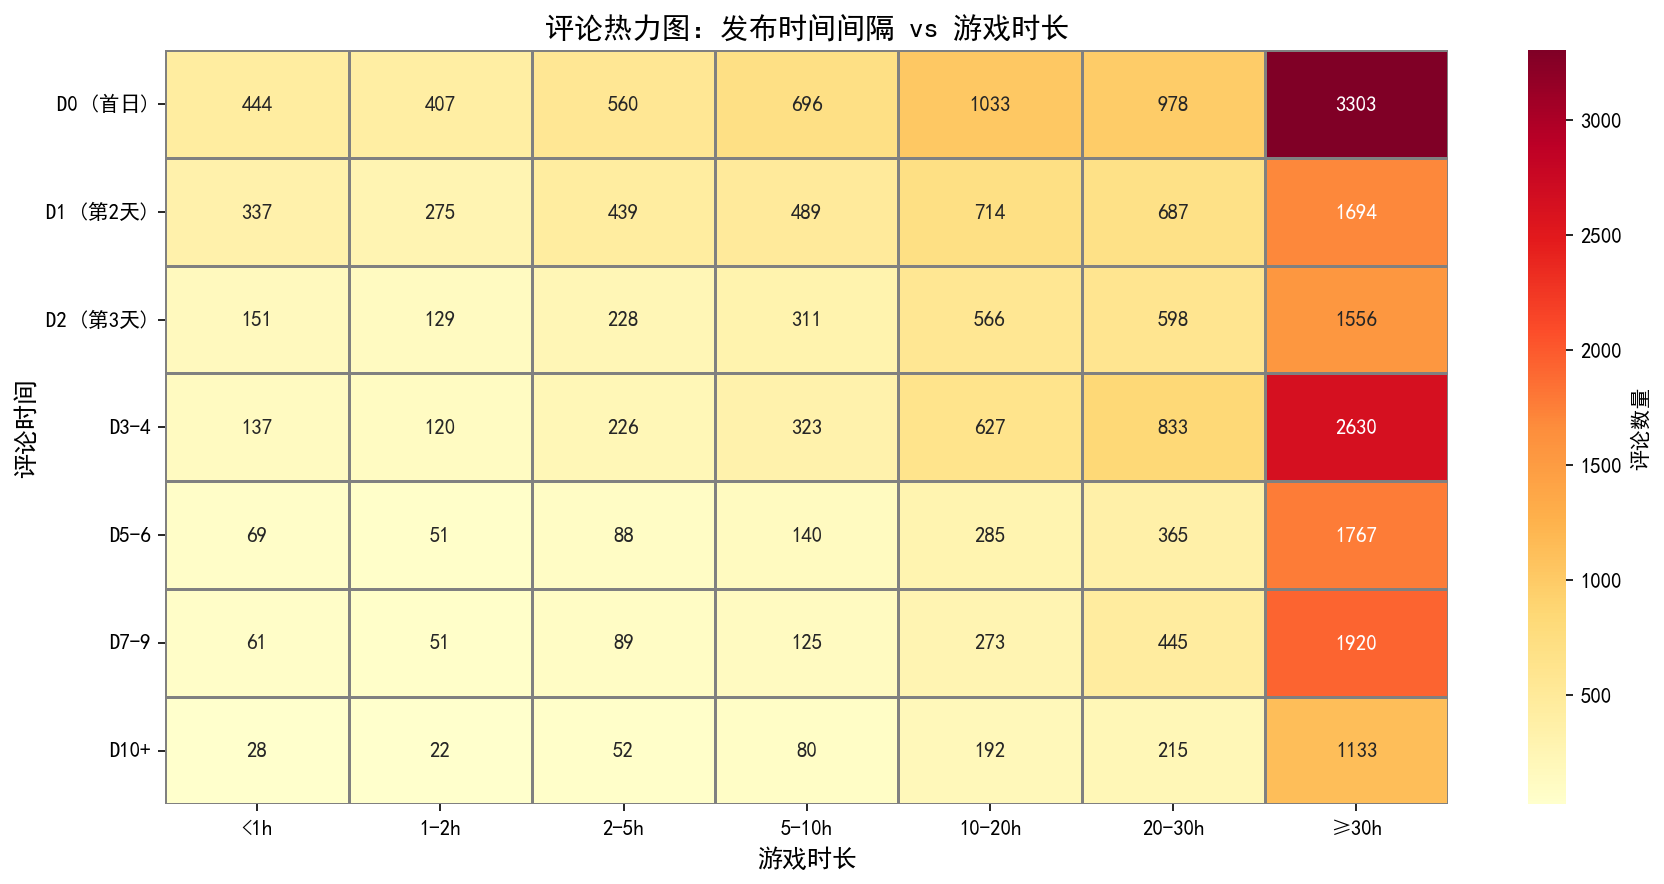 评论热力图：发布时间间隔 vs 游戏时长
D0 (首日) 444 407 560 696 1033 978 3303
D1 (第2天) 337 275 439 489 714 687 1694
D2 (第3天) 151 129 228 311 566 598 1556
D3-4 137 120 226 323 627 833 2630
D5-6 69 51 88 140 285 365 1767
D7-9 61 51 89 125 273 445 1920
D10+ 28 22 52 80 192 215 1133
<1h 1-2h 2-5h 5-10h 10-20h 20-30h ≥30h
游戏时长
评论时间
3000
2500
2000
1500
1000
500
评论数量